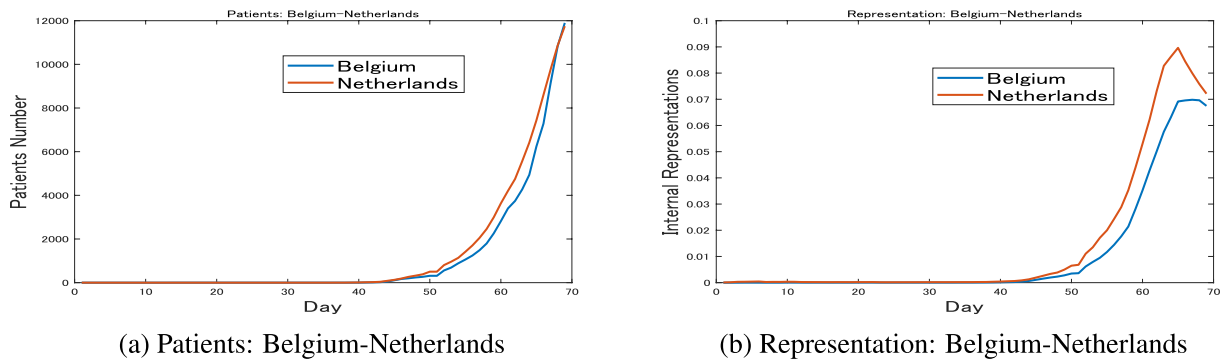 Patients: Belgium-Netherlands
12000
10000
8000
6000
4000
2000
0
Patients Number
Belgium
Netherlands
0 10 20 30 40 50 60 70
Day
(a) Patients: Belgium-Netherlands
Representation: Belgium-Netherlands
0.1
0.09
0.08
0.07
0.06
0.05
0.04
0.03
0.02
0.01
0
Internal Representations
Belgium
Netherlands
0 10 20 30 40 50 60 70
Day
(b) Representation: Belgium-Netherlands